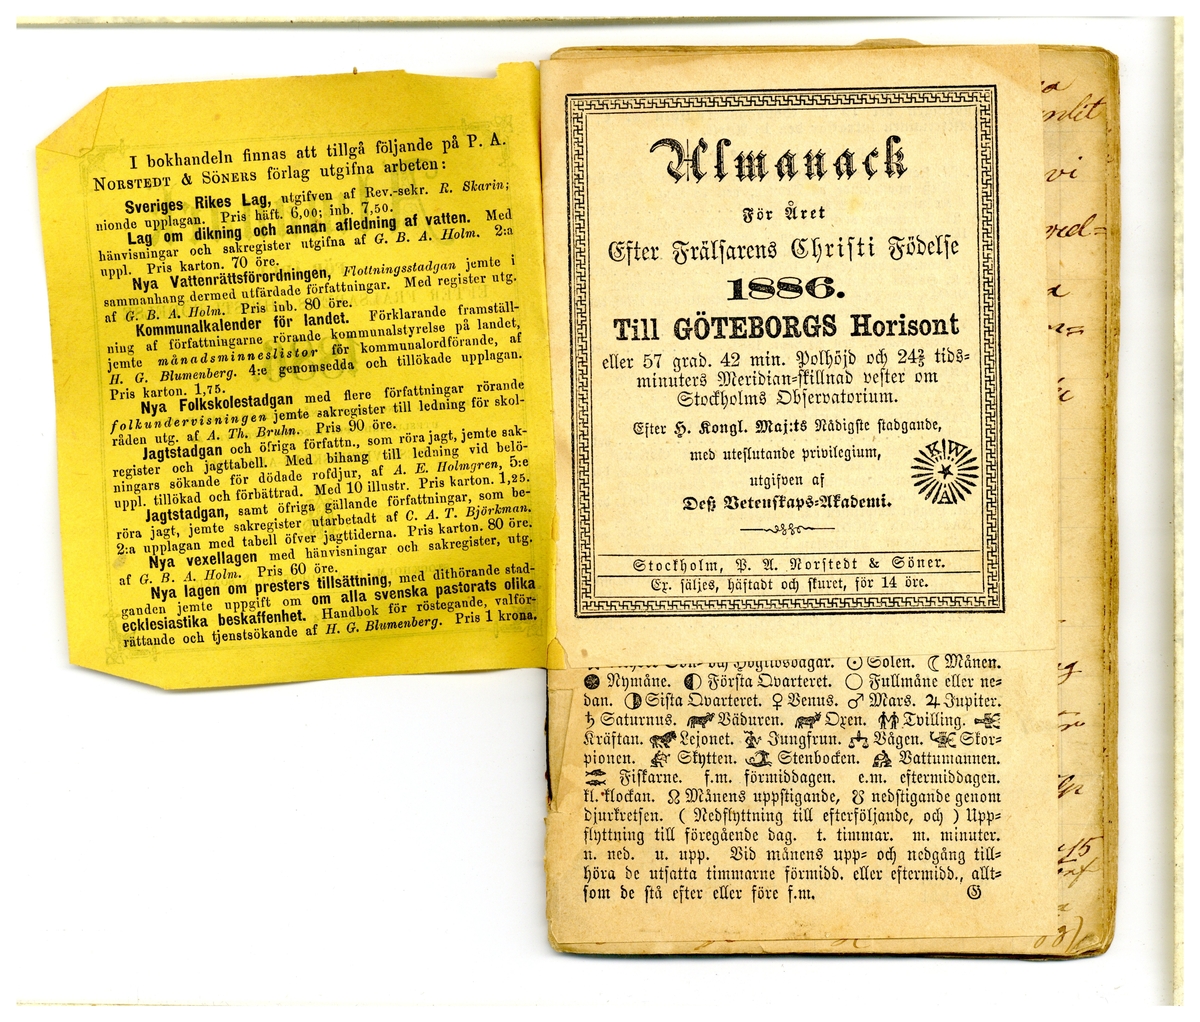 I bokhandeln finnas att tillgå följande på P. A.
NORSTEDT & SÖNERS förlag utgifna arbeten:
Sveriges Rikes Lag, utgifven af Rev.-sekr. R. Skarin;
nionde upplagan. Pris häft. 6,00; inb. 7,50.
Lag om dikning och annan afledning af vatten. Med
hänvisningar och sakregister utgifna af G. B. A. Holm. 2:a
uppl. Pris karton. 70 öre.
Nya Vattenrättsförordningen, Flottningsstadgan jemte i
sammanhang dermed utfärdade författningar. Med register utg.
af G. B. A. Holm. Pris inb. 80 öre.
Kommunalkalender för landet. Förklarande framställ-
ning af författningarne rörande kommunalstyrelse på landet,
jemte månadsminneslistor för kommunalordförande, af
H. G. Blumenberg. 4:e genomsedda och tillökade upplagan.
Pris karton. 1,75.
Nya Folkskolestadgan med flere författningar rörande
folkundervisningen jemte sakregister till ledning för skol-
råden utg. af A. Th. Bruhn. Pris 90 öre.
Jagtstadgan och öfriga författn., som röra jagt, jemte sak-
register och jagttabell. Med bihang till ledning vid belö-
ningars sökande för dödade rofdjur, af A. E. Holmgren, 5:e
uppl. tillökad och förbättrad. Med 10 illustr. Pris karton. 1,25.
Jagtstadgan, samt öfriga gällande författningar, som be-
röra jagt, jemte sakregister utarbetadt af C. A. T. Björkman.
2:a upplagan med tabell öfver jagttiderna. Pris karton. 80 öre.
Nya vexellagen med hänvisningar och sakregister, utg.
af G. B. A. Holm. Pris 60 öre.
Nya lagen om presters tillsättning, med dithörande stad-
ganden jemte uppgift om om alla svenska pastorats olika
ecklesiastika beskaffenhet. Handbok för röstegande, valför-
rättande och tjenstsökande af H. G. Blumenberg. Pris 1 krona.
Almanack
För Året
Efter Frälsarens Christi Födelse
1886.
Till GÖTEBORGS Horisont
eller 57 grad. 42 min. Polhöjd och 24⅔ tids-
minuters Meridian-skillnad vester om
Stockholms Observatorium.
Efter H. Kongl. Maj:ts Nådigste stadgande,
med uteslutande privilegium,
utgifven af
Dess Vetenskaps-Akademi.
K W A
Stockholm, P. A. Norstedt & Söner.
Ex. säljes, häftadt och skuret, för 14 öre.
och Högtidsdagar. ☉ Solen. ☾ Månen.
● Nymåne. ◐ Första Qvarteret. ○ Fullmåne eller ne-
dan. ◑ Sista Qvarteret. ♀ Venus. ♂ Mars. ♃ Jupiter.
♄ Saturnus. Väduren. Oxen. Tvilling.
Kräftan. Lejonet. Jungfrun. Vågen. Skor-
pionen. Skytten. Stenbocken. Vattumannen.
Fiskarne. f.m. förmiddagen. e.m. eftermiddagen.
kl. klockan. ☊ Månens uppstigande, ☋ nedstigande genom
djurkretsen. ( Nedflyttning till efterföljande, och ) Upp-
flyttning till föregående dag. t. timmar. m. minuter.
n. ned. u. upp. Vid månens upp- och nedgång till-
höra de utsatta timmarne förmidd. eller eftermidd., allt-
som de stå efter eller före f.m.
vi